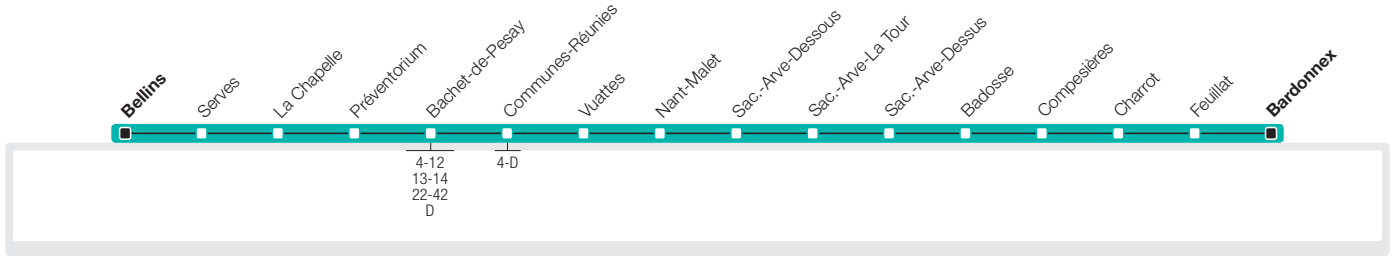 Bellins
Serves
La Chapelle
Préventorium
Bachet-de-Pesay
Communes-Réunies
Vuattes
Nant-Malet
Sac.-Arve-Dessous
Sac.-Arve-La Tour
Sac.-Arve-Dessus
Badosse
Compesières
Charrot
Feuillat
Bardonnex
4-12
13-14
22-42
D
4-D